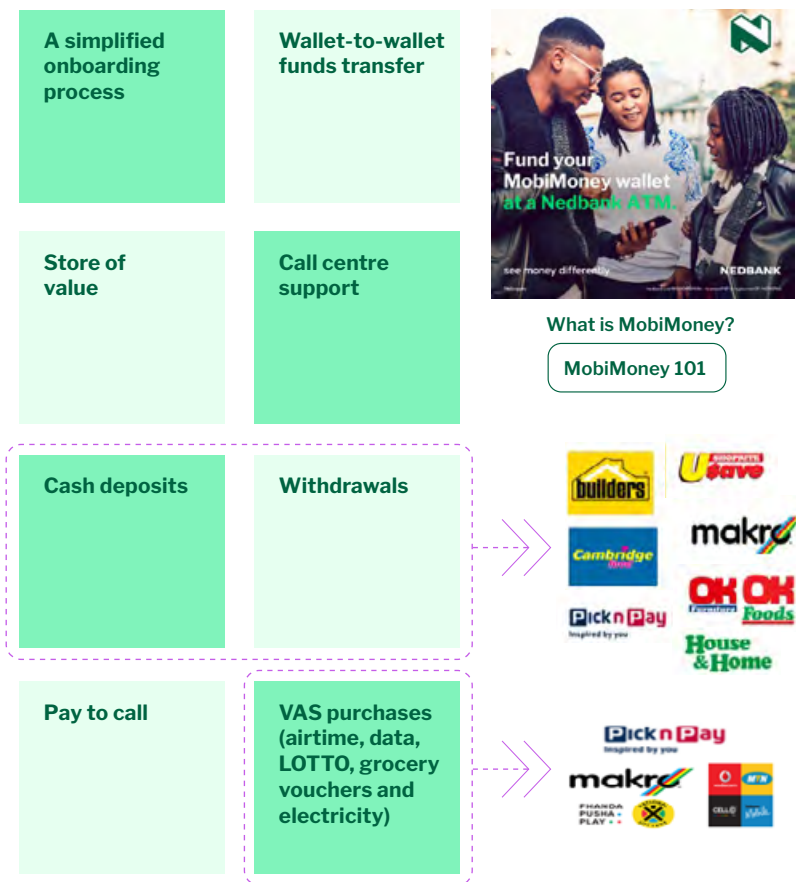 A simplified
onboarding
process
Wallet-to-wallet
funds transfer
Fund your
MobiMoney wallet
at a Nedbank ATM.
see money differently
NEDBANK
Store of
value
Call centre
support
What is MobiMoney?
MobiMoney 101
Cash deposits
Withdrawals
builders
SHOPRITE
Usave
Cambridge
food
makro
Pick n Pay
Inspired by you
OK
Furniture
OK
Foods
House
& Home
Pay to call
VAS purchases
(airtime, data,
LOTTO, grocery
vouchers and
electricity)
Pick n Pay
Inspired by you
makro
PHANDA
PUSHA
PLAY
MTN
CELL C